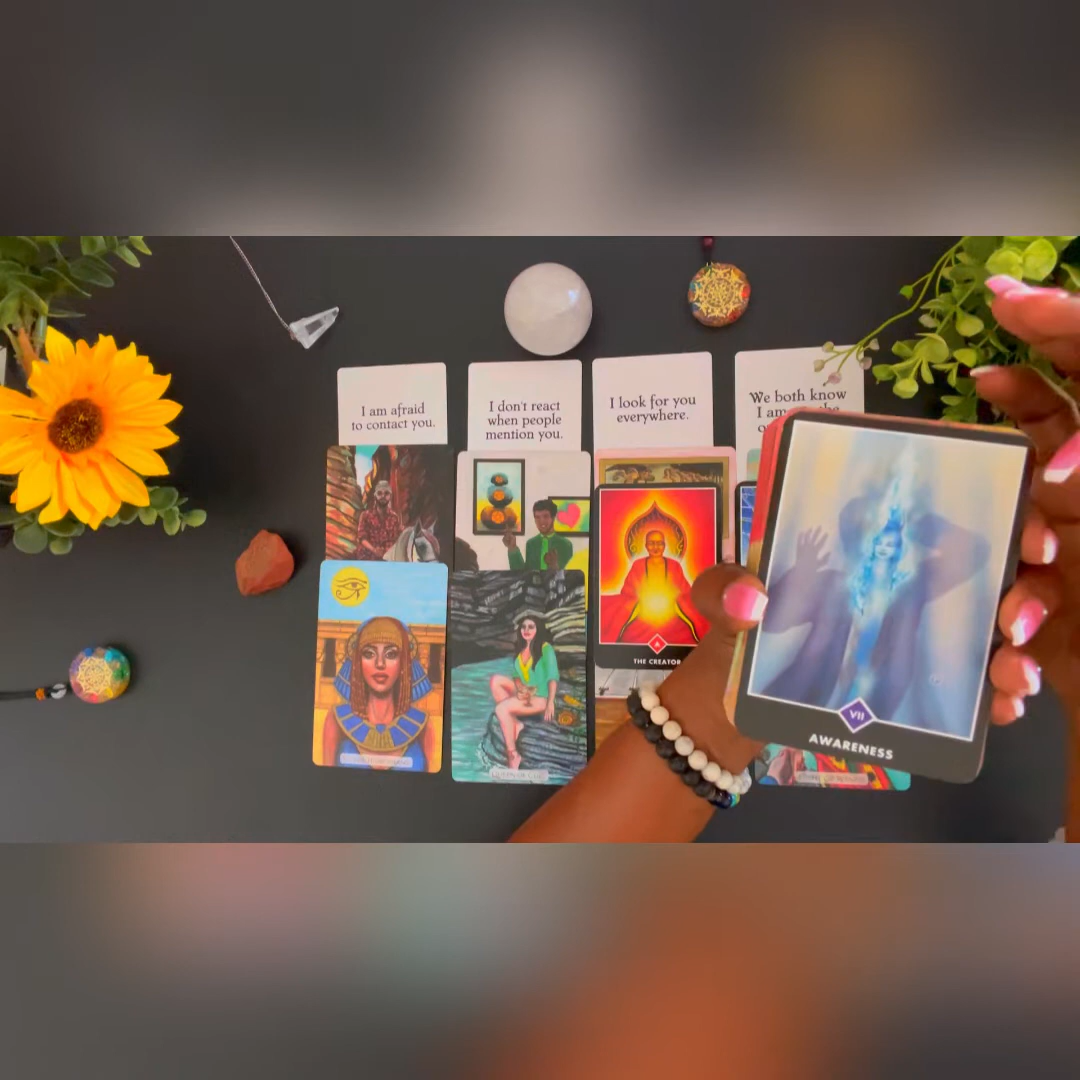 I am afraid
to contact you.
I don't react
when people
mention you.
I look for you
everywhere.
We both know
I am
THE CREATOR
VII
AWARENESS